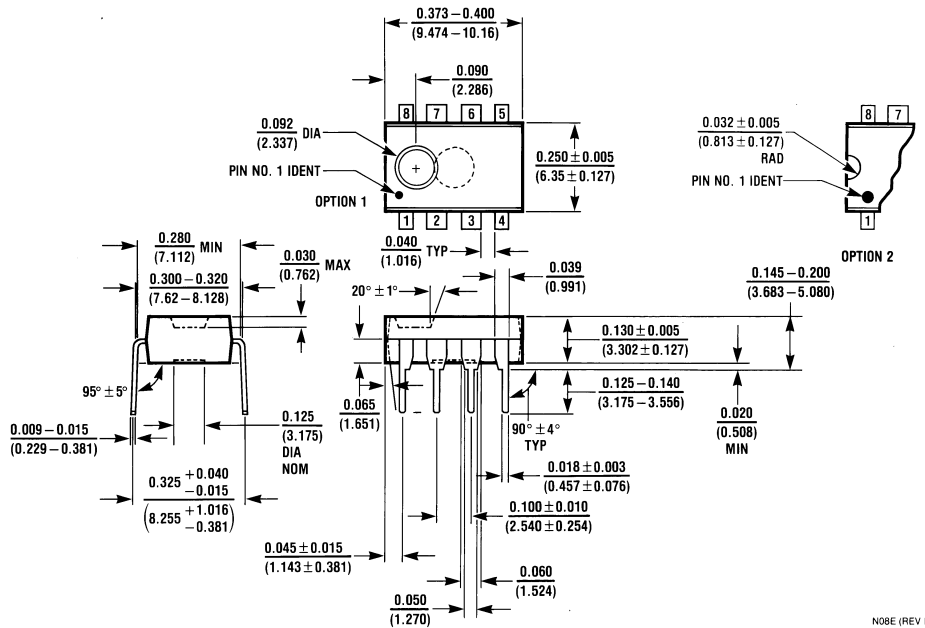 0.373–0.400
(9.474–10.16)
0.090
(2.286)
8 7 6 5
0.092 DIA
(2.337)
PIN NO. 1 IDENT
OPTION 1
1 2 3 4
0.250 ± 0.005
(6.35 ± 0.127)
8 7
0.032 ± 0.005
(0.813 ± 0.127)
RAD
PIN NO. 1 IDENT
1
OPTION 2
0.280 MIN
(7.112)
0.300–0.320
(7.62–8.128)
0.030 MAX
(0.762)
0.040 TYP
(1.016)
0.039
(0.991)
20° ± 1°
0.145–0.200
(3.683–5.080)
0.130 ± 0.005
(3.302 ± 0.127)
0.125–0.140
(3.175–3.556)
0.020
(0.508)
MIN
95° ± 5°
0.009–0.015
(0.229–0.381)
0.125
(3.175)
DIA
NOM
0.065
(1.651)
90° ± 4°
TYP
0.018 ± 0.003
(0.457 ± 0.076)
0.325 +0.040
−0.015
(8.255 +1.016
−0.381)
0.100 ± 0.010
(2.540 ± 0.254)
0.045 ± 0.015
(1.143 ± 0.381)
0.060
(1.524)
0.050
(1.270)
N08E (REV